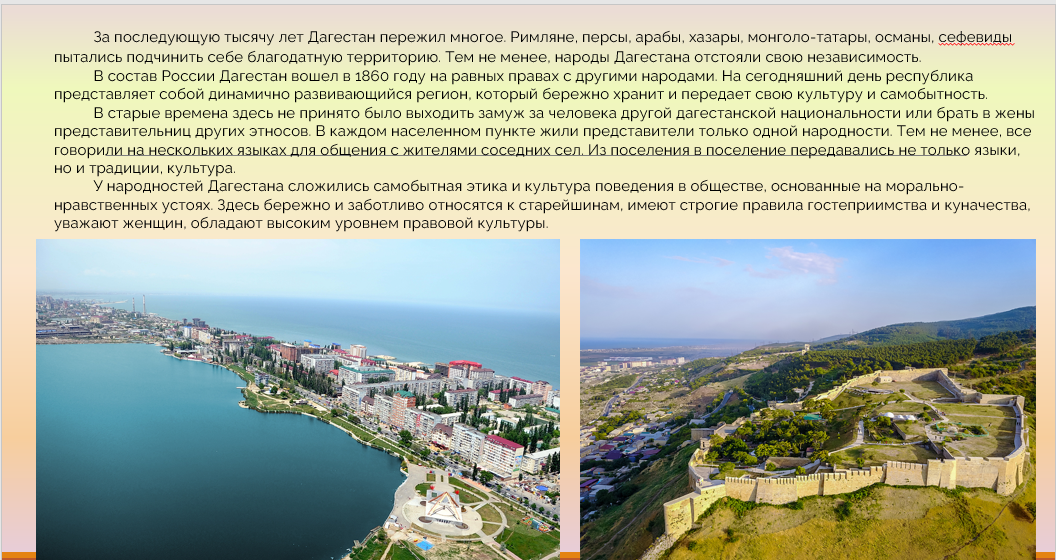 За последующую тысячу лет Дагестан пережил многое. Римляне, персы, арабы, хазары, монголо-татары, османы, сефевиды
пытались подчинить себе благодатную территорию. Тем не менее, народы Дагестана отстояли свою независимость.
В состав России Дагестан вошел в 1860 году на равных правах с другими народами. На сегодняшний день республика
представляет собой динамично развивающийся регион, который бережно хранит и передает свою культуру и самобытность.
В старые времена здесь не принято было выходить замуж за человека другой дагестанской национальности или брать в жены
представительниц других этносов. В каждом населенном пункте жили представители только одной народности. Тем не менее, все
говорили на нескольких языках для общения с жителями соседних сел. Из поселения в поселение передавались не только языки,
но и традиции, культура.
У народностей Дагестана сложились самобытная этика и культура поведения в обществе, основанные на морально-
нравственных устоях. Здесь бережно и заботливо относятся к старейшинам, имеют строгие правила гостеприимства и куначества,
уважают женщин, обладают высоким уровнем правовой культуры.